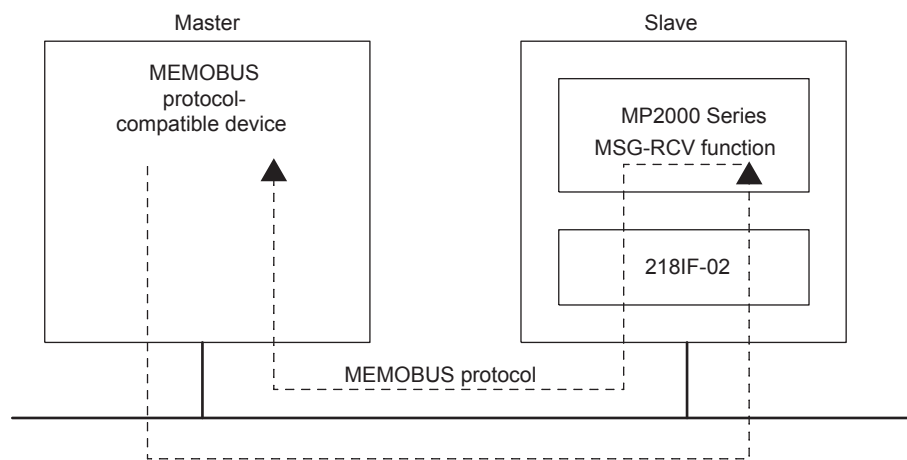 Master
Slave
MEMOBUS
protocol-
compatible device
MP2000 Series
MSG-RCV function
218IF-02
MEMOBUS protocol